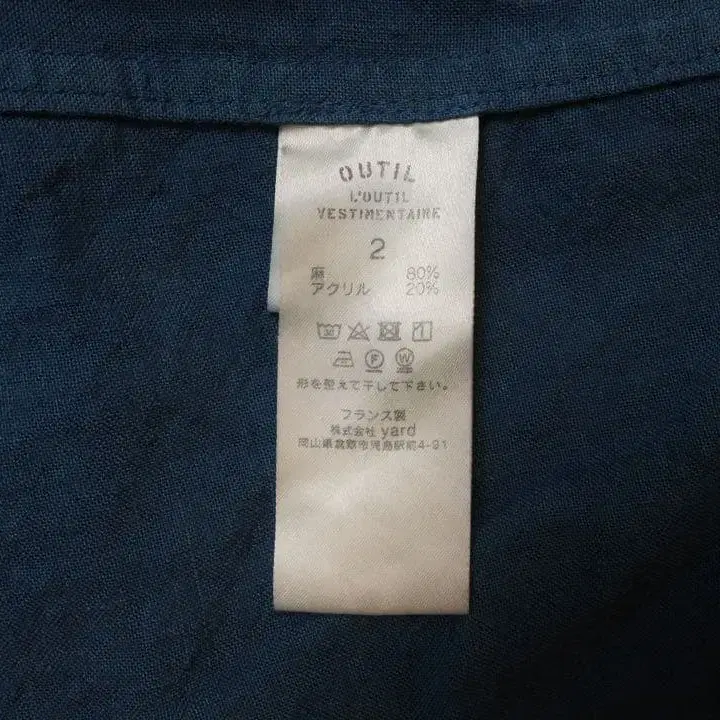 OUTIL
L'OUTIL
VESTIMENTAIRE
2
麻 80%
アクリル 20%
形を整えて干して下さい。
フランス製
株式会社 yard
岡山県倉敷市児島駅前4-91